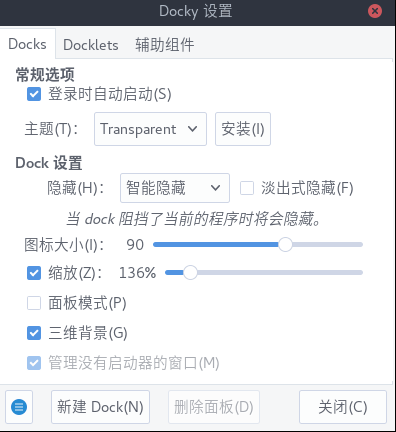 Docky 设置
Docks Docklets 辅助组件
常规选项
登录时自动启动(S)
主题(T)： Transparent 安装(I)
Dock 设置
隐藏(H)： 智能隐藏 淡出式隐藏(F)
当 dock 阻挡了当前的程序时将会隐藏。
图标大小(I)： 90
缩放(Z)： 136%
面板模式(P)
三维背景(G)
管理没有启动器的窗口(M)
新建 Dock(N) 删除面板(D) 关闭(C)